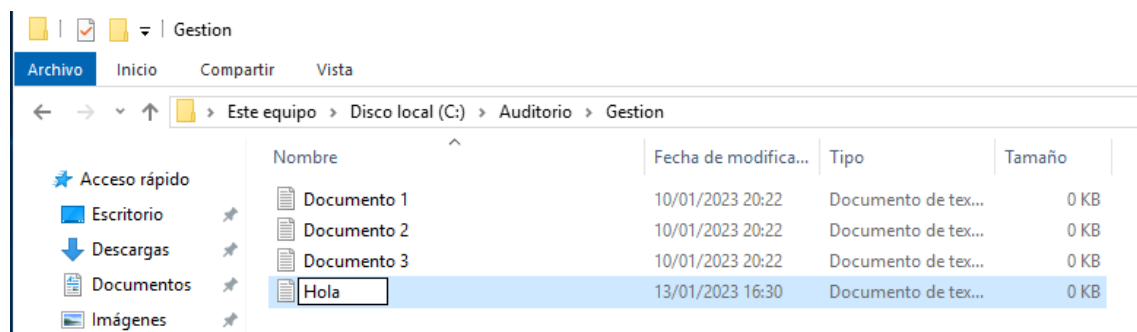 Gestion
Archivo Inicio Compartir Vista
Este equipo > Disco local (C:) > Auditorio > Gestion
Nombre Fecha de modifica... Tipo Tamaño
Acceso rápido
Escritorio
Descargas
Documentos
Imágenes
Documento 1 10/01/2023 20:22 Documento de tex... 0 KB
Documento 2 10/01/2023 20:22 Documento de tex... 0 KB
Documento 3 10/01/2023 20:22 Documento de tex... 0 KB
Hola 13/01/2023 16:30 Documento de tex... 0 KB